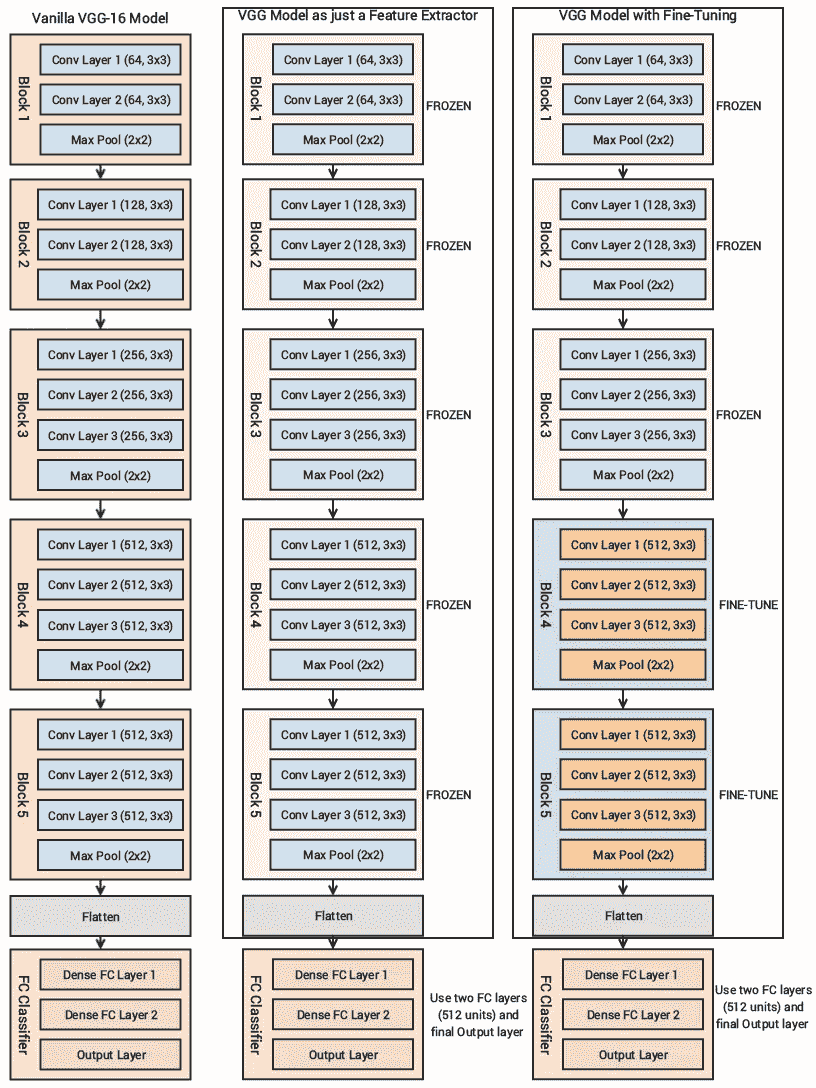 Vanilla VGG-16 Model
Block 1
Conv Layer 1 (64, 3x3)
Conv Layer 2 (64, 3x3)
Max Pool (2x2)
Block 2
Conv Layer 1 (128, 3x3)
Conv Layer 2 (128, 3x3)
Max Pool (2x2)
Block 3
Conv Layer 1 (256, 3x3)
Conv Layer 2 (256, 3x3)
Conv Layer 3 (256, 3x3)
Max Pool (2x2)
Block 4
Conv Layer 1 (512, 3x3)
Conv Layer 2 (512, 3x3)
Conv Layer 3 (512, 3x3)
Max Pool (2x2)
Block 5
Conv Layer 1 (512, 3x3)
Conv Layer 2 (512, 3x3)
Conv Layer 3 (512, 3x3)
Max Pool (2x2)
Flatten
FC Classifier
Dense FC Layer 1
Dense FC Layer 2
Output Layer
VGG Model as just a Feature Extractor
Block 1
Conv Layer 1 (64, 3x3)
Conv Layer 2 (64, 3x3)
Max Pool (2x2)
FROZEN
Block 2
Conv Layer 1 (128, 3x3)
Conv Layer 2 (128, 3x3)
Max Pool (2x2)
FROZEN
Block 3
Conv Layer 1 (256, 3x3)
Conv Layer 2 (256, 3x3)
Conv Layer 3 (256, 3x3)
Max Pool (2x2)
FROZEN
Block 4
Conv Layer 1 (512, 3x3)
Conv Layer 2 (512, 3x3)
Conv Layer 3 (512, 3x3)
Max Pool (2x2)
FROZEN
Block 5
Conv Layer 1 (512, 3x3)
Conv Layer 2 (512, 3x3)
Conv Layer 3 (512, 3x3)
Max Pool (2x2)
FROZEN
Flatten
FC Classifier
Dense FC Layer 1
Dense FC Layer 2
Output Layer
Use two FC layers
(512 units) and
final Output layer
VGG Model with Fine-Tuning
Block 1
Conv Layer 1 (64, 3x3)
Conv Layer 2 (64, 3x3)
Max Pool (2x2)
FROZEN
Block 2
Conv Layer 1 (128, 3x3)
Conv Layer 2 (128, 3x3)
Max Pool (2x2)
FROZEN
Block 3
Conv Layer 1 (256, 3x3)
Conv Layer 2 (256, 3x3)
Conv Layer 3 (256, 3x3)
Max Pool (2x2)
FROZEN
Block 4
Conv Layer 1 (512, 3x3)
Conv Layer 2 (512, 3x3)
Conv Layer 3 (512, 3x3)
Max Pool (2x2)
FINE-TUNE
Block 5
Conv Layer 1 (512, 3x3)
Conv Layer 2 (512, 3x3)
Conv Layer 3 (512, 3x3)
Max Pool (2x2)
FINE-TUNE
Flatten
FC Classifier
Dense FC Layer 1
Dense FC Layer 2
Output Layer
Use two FC layers
(512 units) and
final Output layer